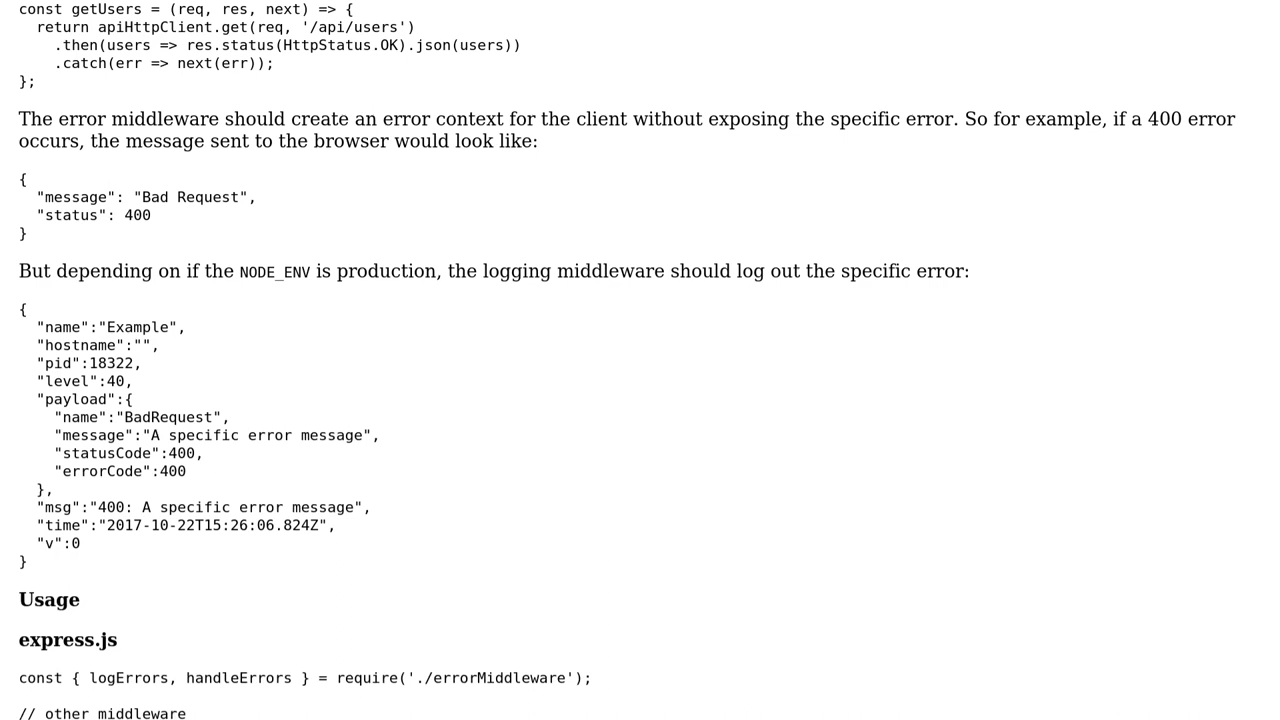 const getUsers = (req, res, next) => {
  return apiHttpClient.get(req, '/api/users')
    .then(users => res.status(HttpStatus.OK).json(users))
    .catch(err => next(err));
};
The error middleware should create an error context for the client without exposing the specific error. So for example, if a 400 error
occurs, the message sent to the browser would look like:
{
  "message": "Bad Request",
  "status": 400
}
But depending on if the NODE_ENV is production, the logging middleware should log out the specific error:
{
  "name":"Example",
  "hostname":"",
  "pid":18322,
  "level":40,
  "payload":{
    "name":"BadRequest",
    "message":"A specific error message",
    "statusCode":400,
    "errorCode":400
  },
  "msg":"400: A specific error message",
  "time":"2017-10-22T15:26:06.824Z",
  "v":0
}
Usage
express.js
const { logErrors, handleErrors } = require('./errorMiddleware');
// other middleware